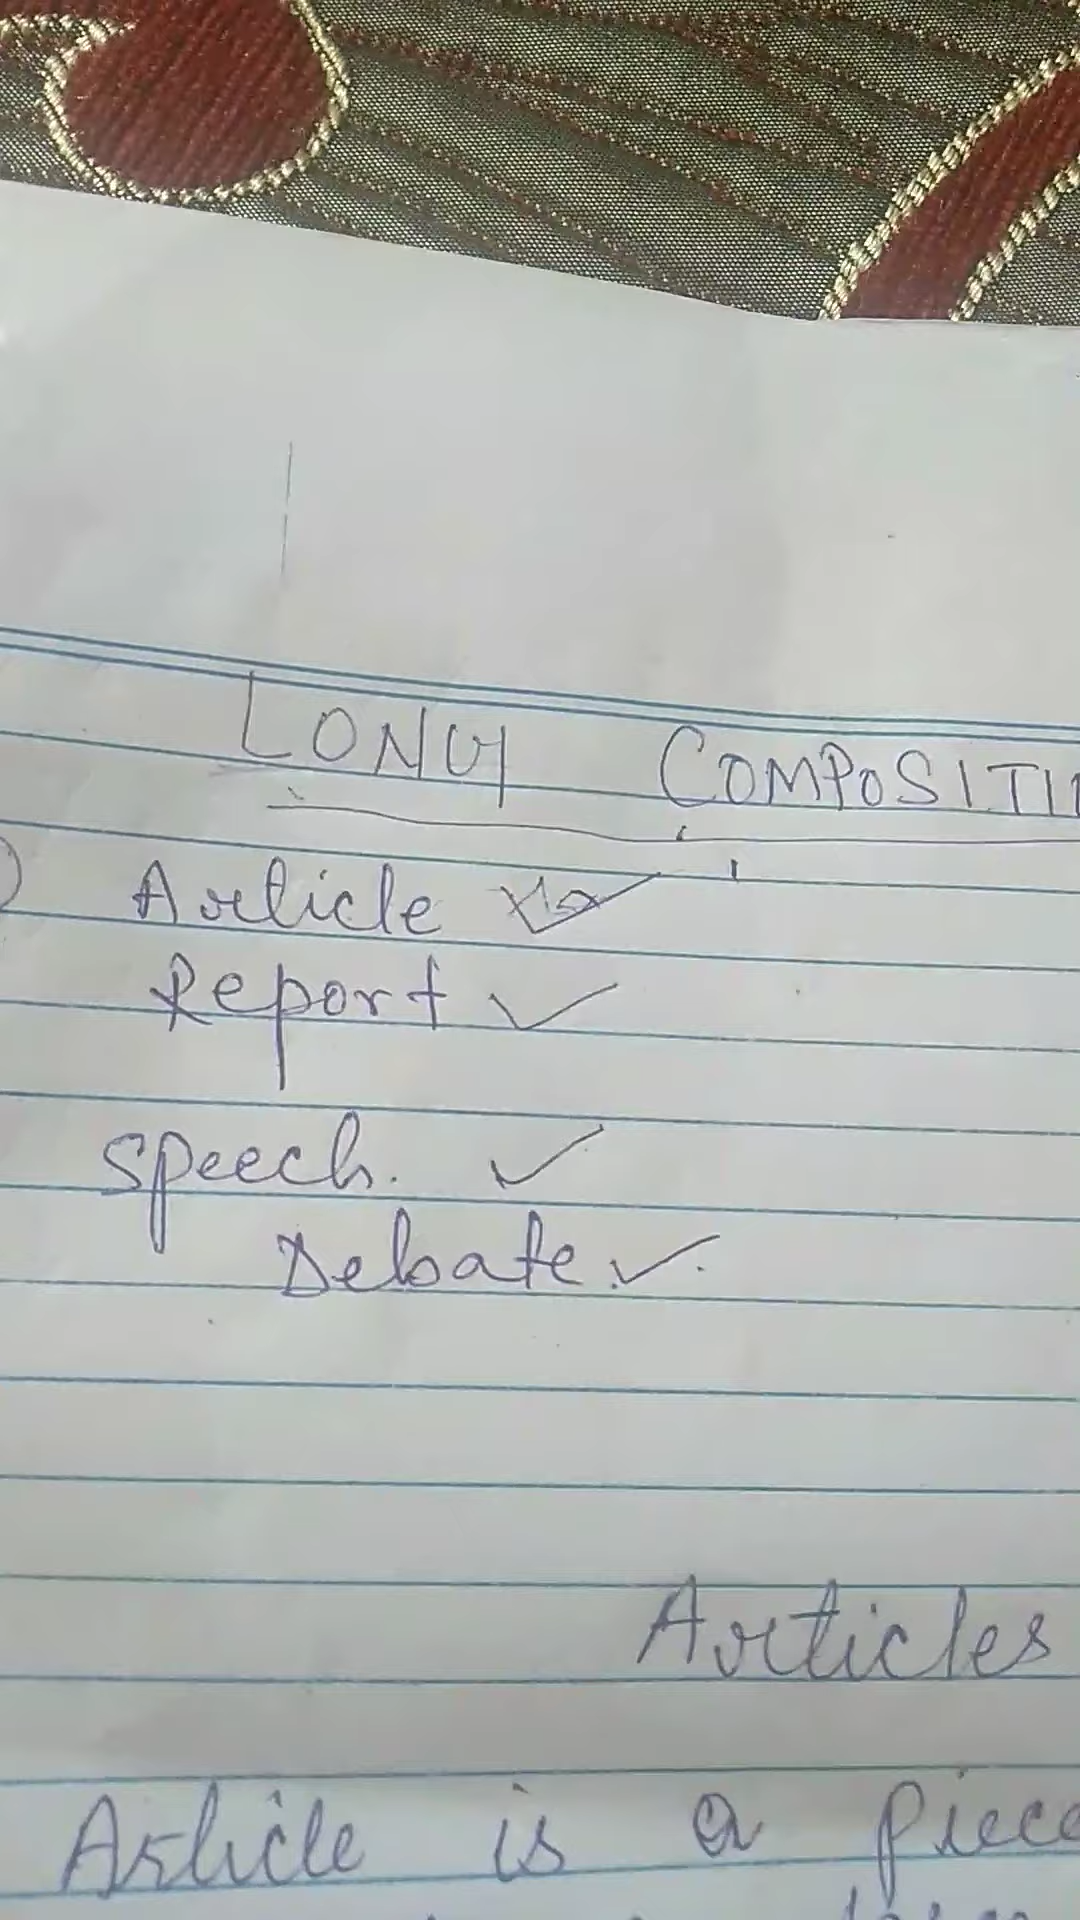 LONG COMPOSITI
Article
Report ✓
Speech. ✓
Debate ✓.
Articles
Article is a piece